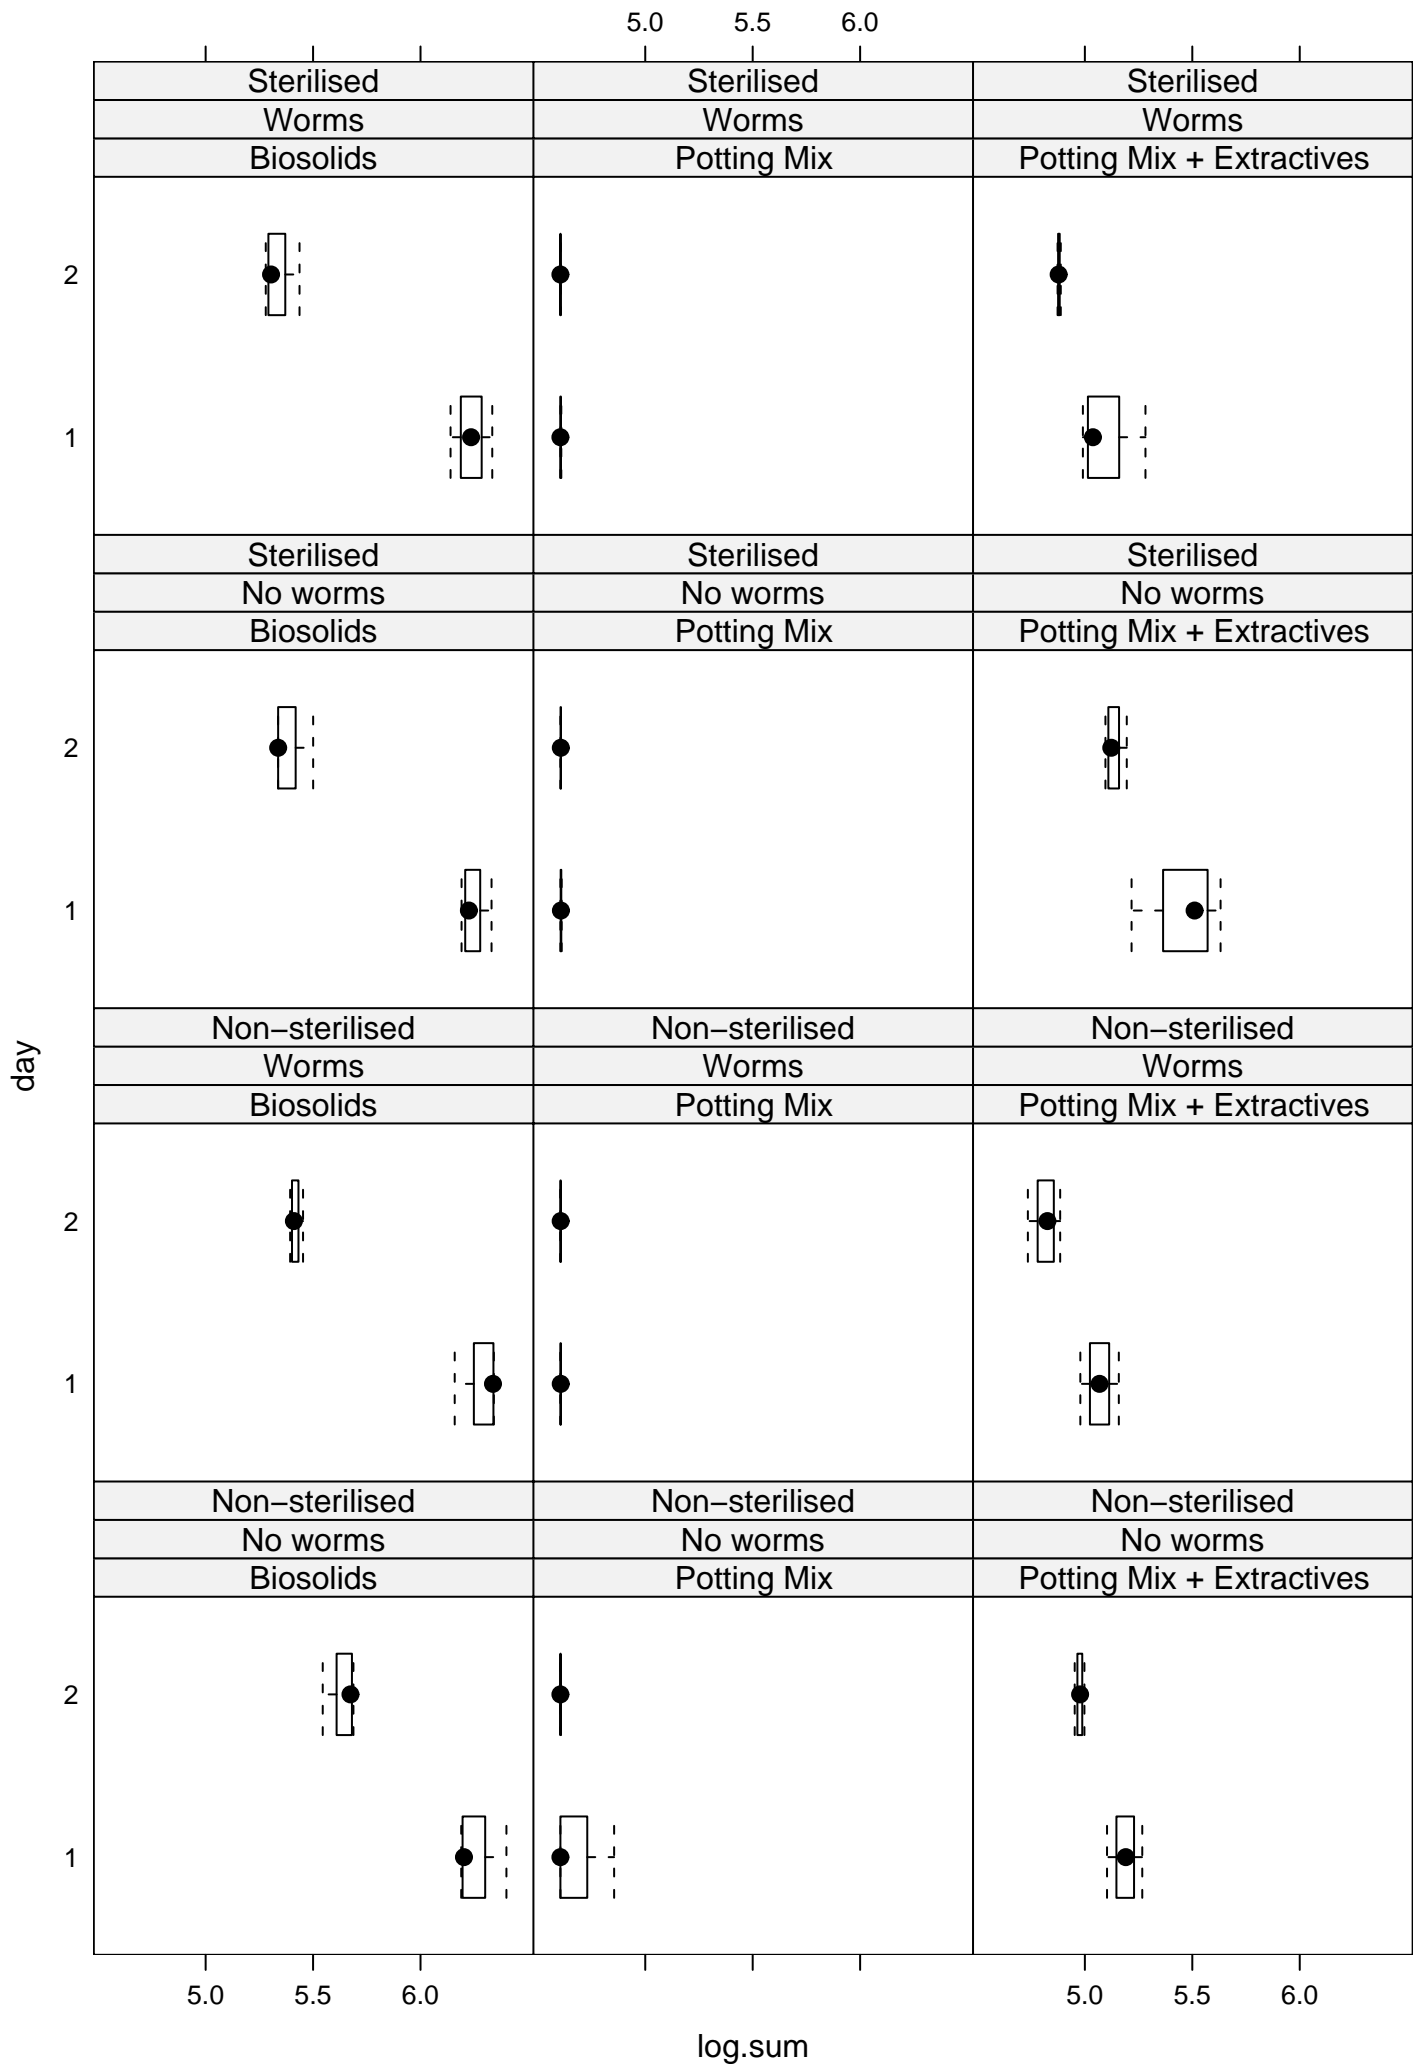 5.0 5.5 6.0
Sterilised Sterilised Sterilised
Worms Worms Worms
Biosolids Potting Mix Potting Mix + Extractives
2
1
Sterilised Sterilised Sterilised
No worms No worms No worms
Biosolids Potting Mix Potting Mix + Extractives
2
1
Non−sterilised Non−sterilised Non−sterilised
Worms Worms Worms
Biosolids Potting Mix Potting Mix + Extractives
2
1
Non−sterilised Non−sterilised Non−sterilised
No worms No worms No worms
Biosolids Potting Mix Potting Mix + Extractives
2
1
day
5.0 5.5 6.0 5.0 5.5 6.0
log.sum